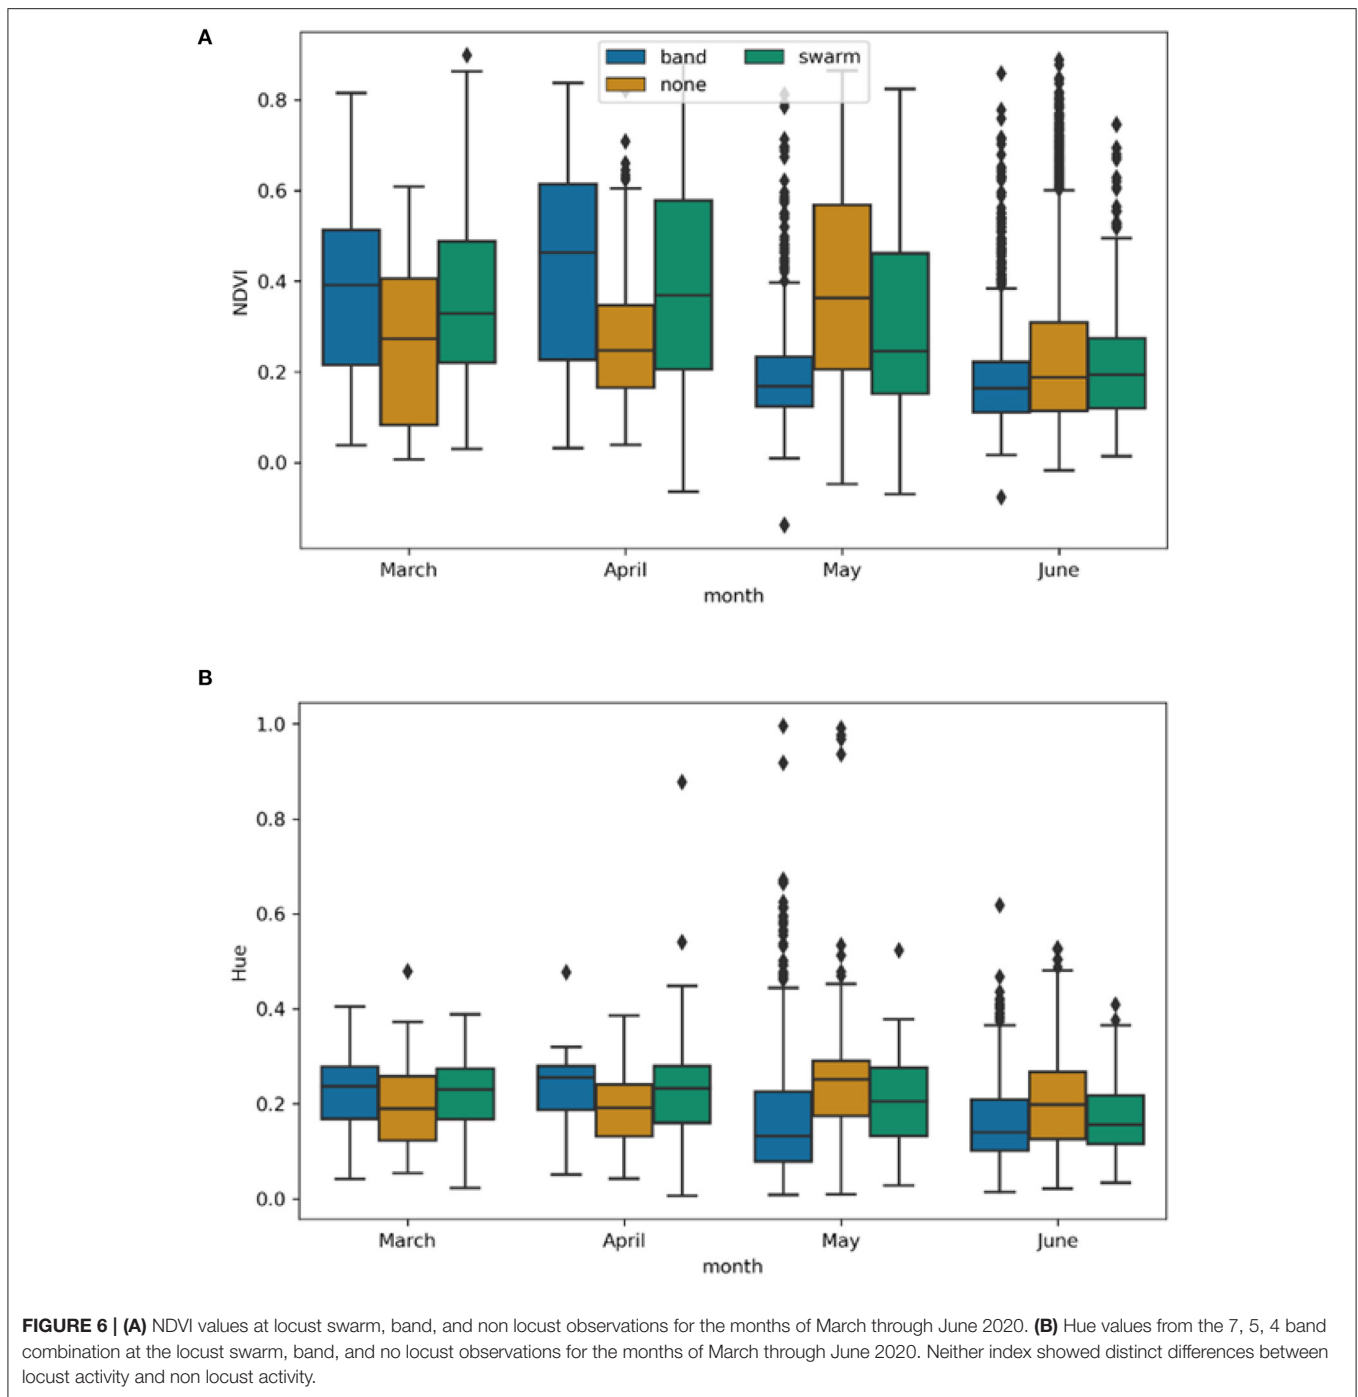 A
band
swarm
none
0.8
0.6
0.4
0.2
0.0
NDVI
March
April
May
June
month
B
1.0
0.8
0.6
0.4
0.2
0.0
Hue
March
April
May
June
month
FIGURE 6 | (A) NDVI values at locust swarm, band, and non locust observations for the months of March through June 2020. (B) Hue values from the 7, 5, 4 band
combination at the locust swarm, band, and no locust observations for the months of March through June 2020. Neither index showed distinct differences between
locust activity and non locust activity.